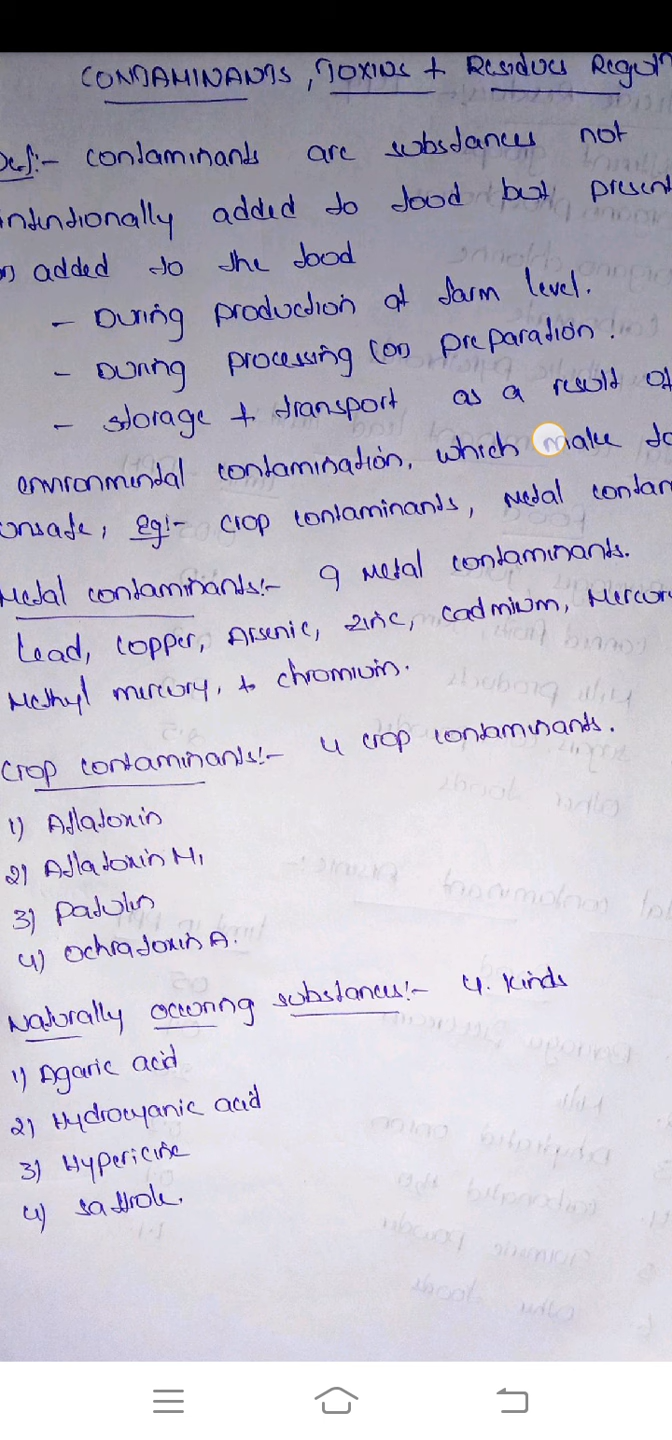 CONTAMINANTS, TOXINS + Residues Regul
Def:- contaminants are substances not
intentionally added to food but present
added to the food
- During production at farm level.
- During processing (or) preparation.
- storage + transport as a result of
environmental contamination, which make fo
unsafe, Eg:- crop contaminants, Metal contam
Metal contaminants:- 9 Metal contaminants.
Lead, copper, Arsenic, zinc, cadmium, Mercury
Methyl mercury, + chromium.
Crop contaminants:- 4 crop contaminants.
1) Aflatoxin
2) Aflatoxin M1
3) Patulin
4) Ochratoxin A.
Naturally occuring substances:- 4. Kinds
1) Agaric acid
2) Hydrocyanic acid
3) Hypericine
4) saffrole.